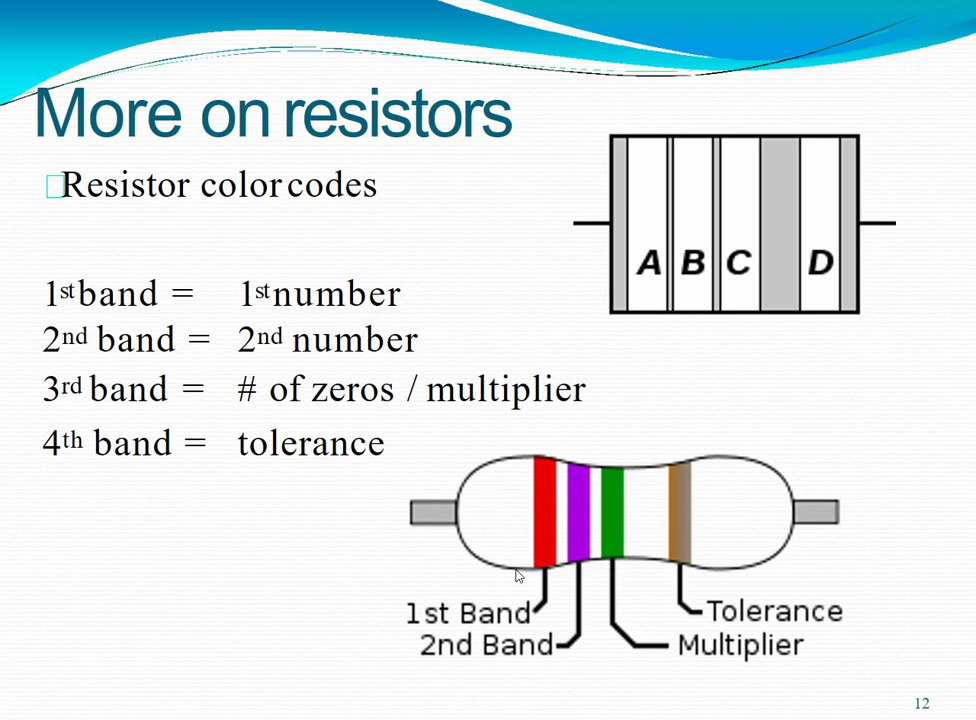 More on resistors
Resistor color codes
1st band = 1st number
2nd band = 2nd number
3rd band = # of zeros / multiplier
4th band = tolerance
A B C D
1st Band
2nd Band
Tolerance
Multiplier
12